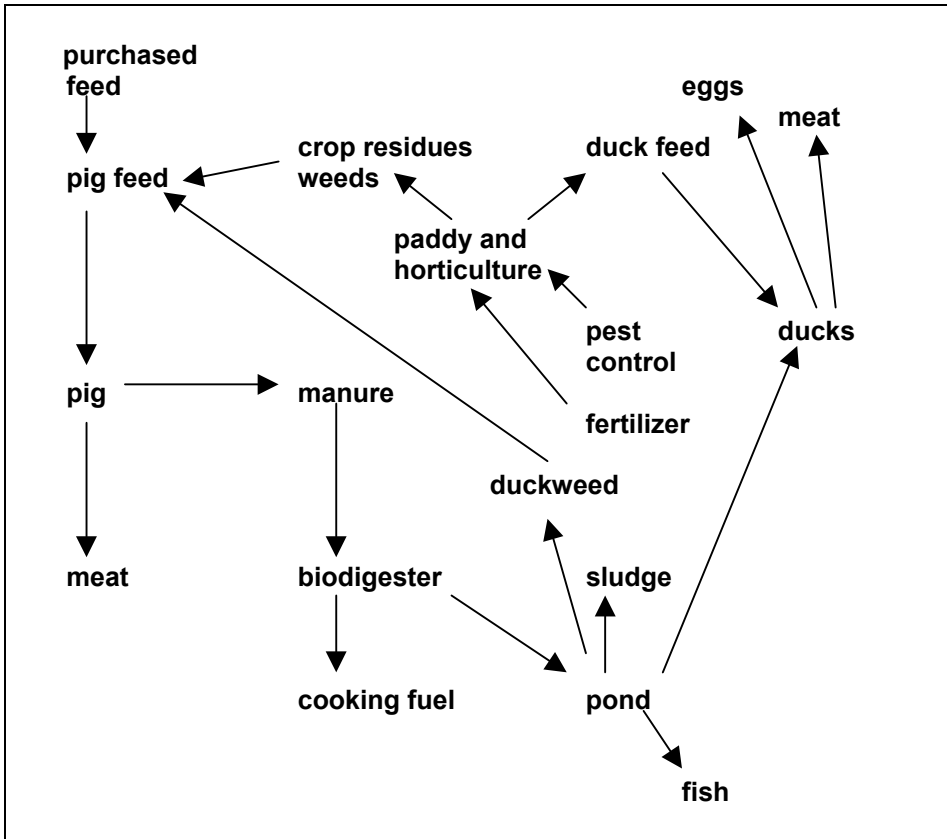 purchased
feed
eggs
meat
crop residues
weeds
duck feed
pig feed
paddy and
horticulture
pest
control
ducks
pig
manure
fertilizer
duckweed
meat
biodigester
sludge
cooking fuel
pond
fish